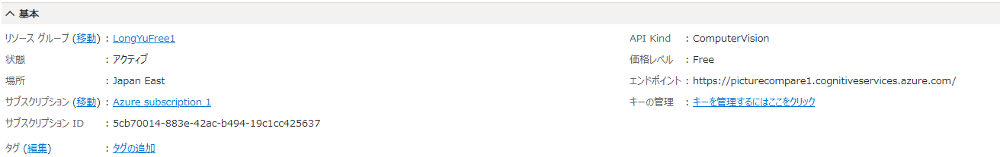 基本
リソース グループ (移動) : LongYuFree1
状態 : アクティブ
場所 : Japan East
サブスクリプション (移動) : Azure subscription 1
サブスクリプション ID : 5cb70014-883e-42ac-b494-19c1cc425637
タグ (編集) : タグの追加
API Kind : ComputerVision
価格レベル : Free
エンドポイント : https://picturecompare1.cognitiveservices.azure.com/
キーの管理 : キーを管理するにはここをクリック